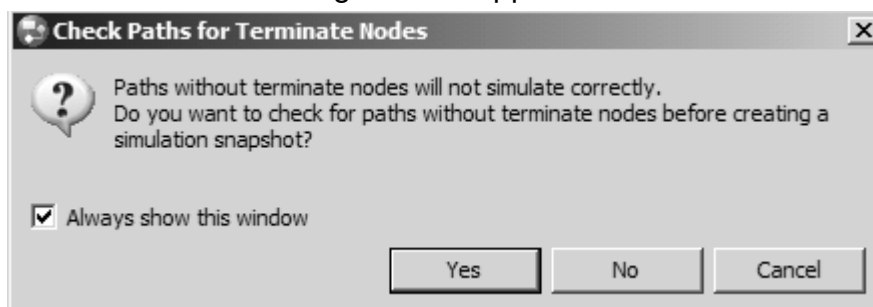 Check Paths for Terminate Nodes
Paths without terminate nodes will not simulate correctly.
Do you want to check for paths without terminate nodes before creating a
simulation snapshot?
Always show this window
Yes No Cancel